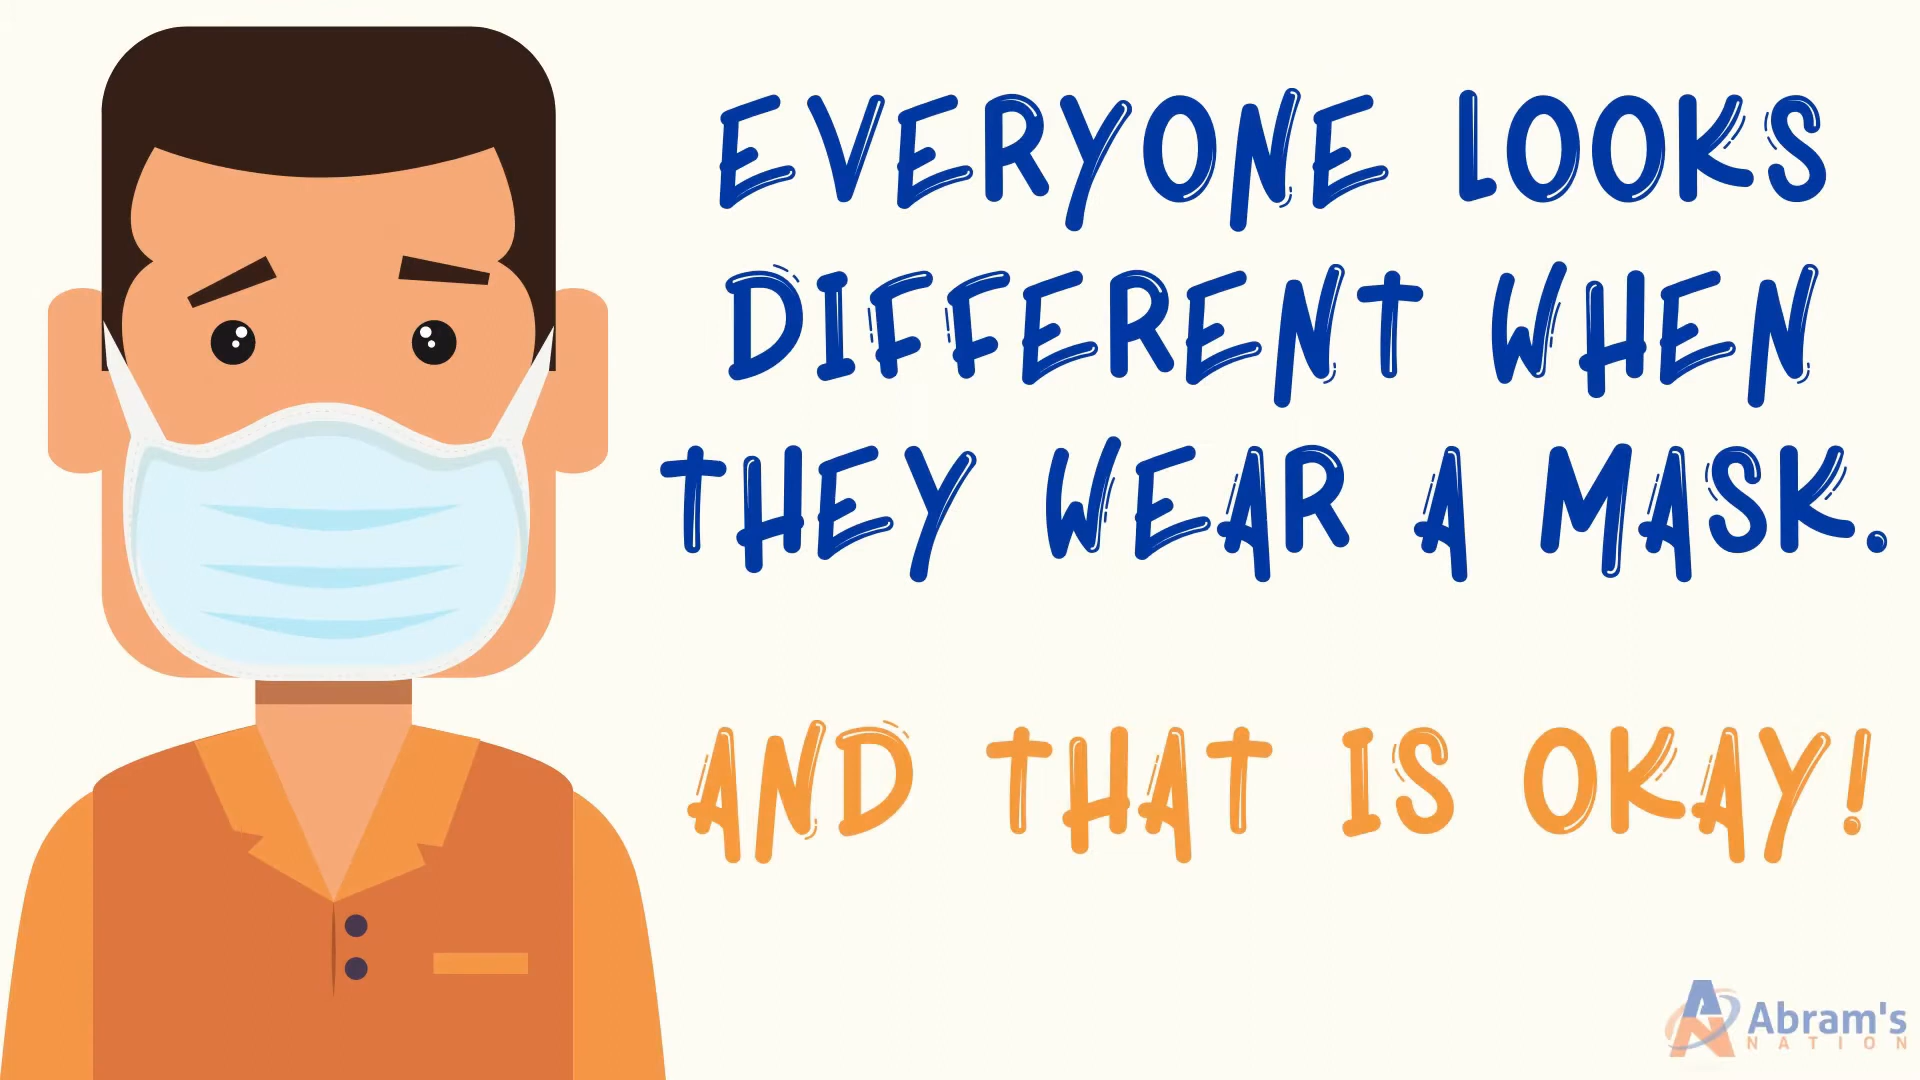 EVERYONE LOOKS
DIFFERENT WHEN
THEY WEAR A MASK.
AND THAT IS OKAY!
Abram's
NATION